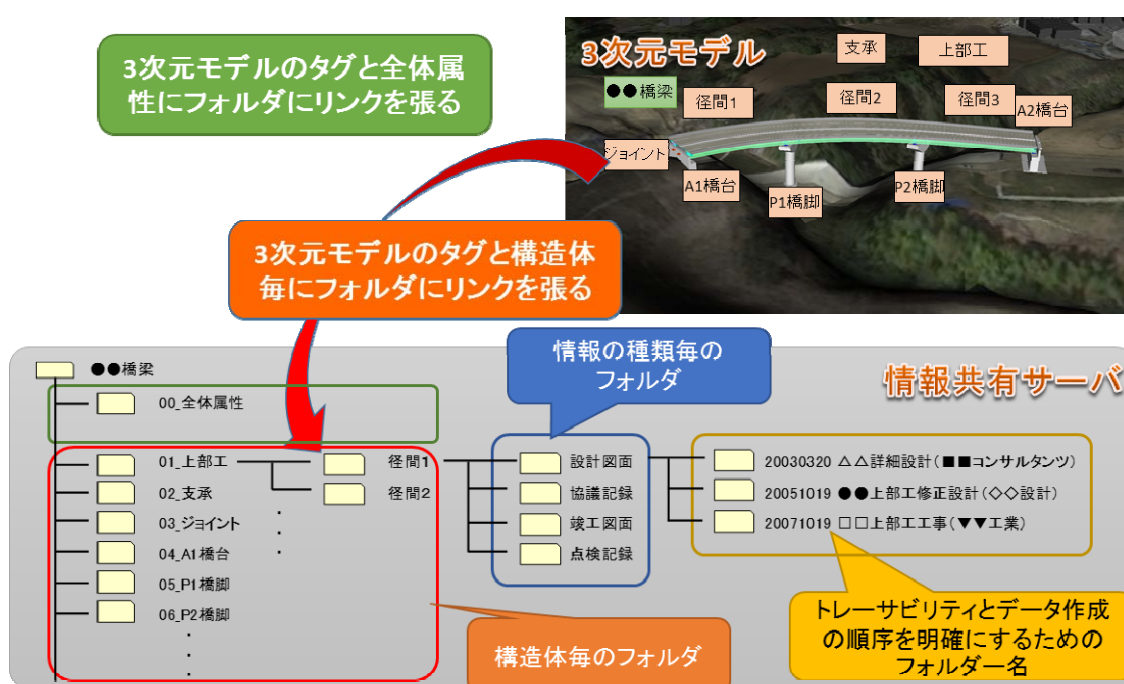 3次元モデルのタグと全体属
性にフォルダにリンクを張る
3次元モデル
支承
上部工
●●橋梁
径間1
径間2
径間3
A2橋台
ジョイント
A1橋台
P1橋脚
P2橋脚
3次元モデルのタグと構造体
毎にフォルダにリンクを張る
情報の種類毎の
フォルダ
情報共有サーバ
●●橋梁
00_全体属性
01_上部工
径間1
設計図面
20030320 △△詳細設計(■■コンサルタンツ)
02_支承
径間2
協議記録
20051019 ●●上部工修正設計(◇◇設計)
03_ジョイント
竣工図面
20071019 □□上部工工事(▼▼工業)
04_A1橋台
点検記録
05_P1橋脚
06_P2橋脚
構造体毎のフォルダ
トレーサビリティとデータ作成
の順序を明確にするための
フォルダー名